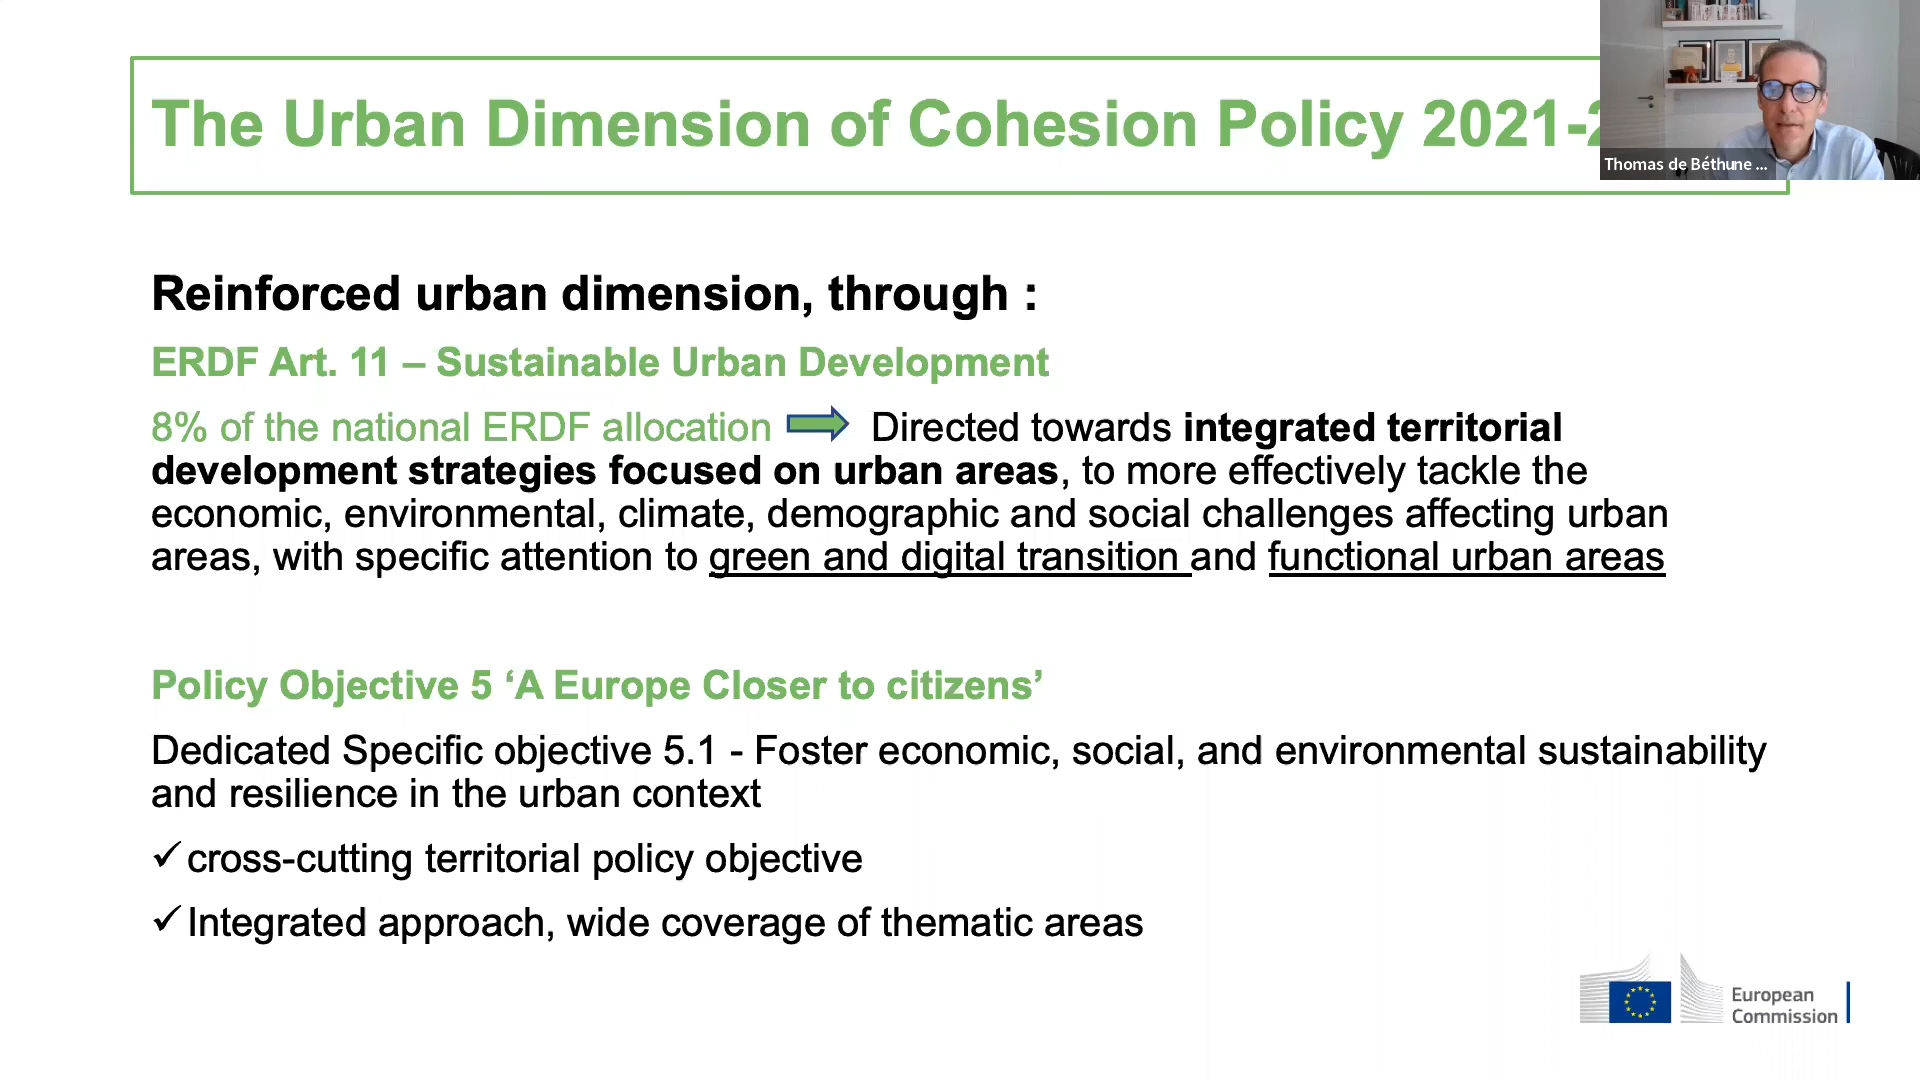 The Urban Dimension of Cohesion Policy 2021-2
Thomas de Béthune ...
Reinforced urban dimension, through :
ERDF Art. 11 – Sustainable Urban Development
8% of the national ERDF allocation Directed towards integrated territorial
development strategies focused on urban areas, to more effectively tackle the
economic, environmental, climate, demographic and social challenges affecting urban
areas, with specific attention to green and digital transition and functional urban areas
Policy Objective 5 ‘A Europe Closer to citizens’
Dedicated Specific objective 5.1 - Foster economic, social, and environmental sustainability
and resilience in the urban context
✓cross-cutting territorial policy objective
✓Integrated approach, wide coverage of thematic areas
European
Commission